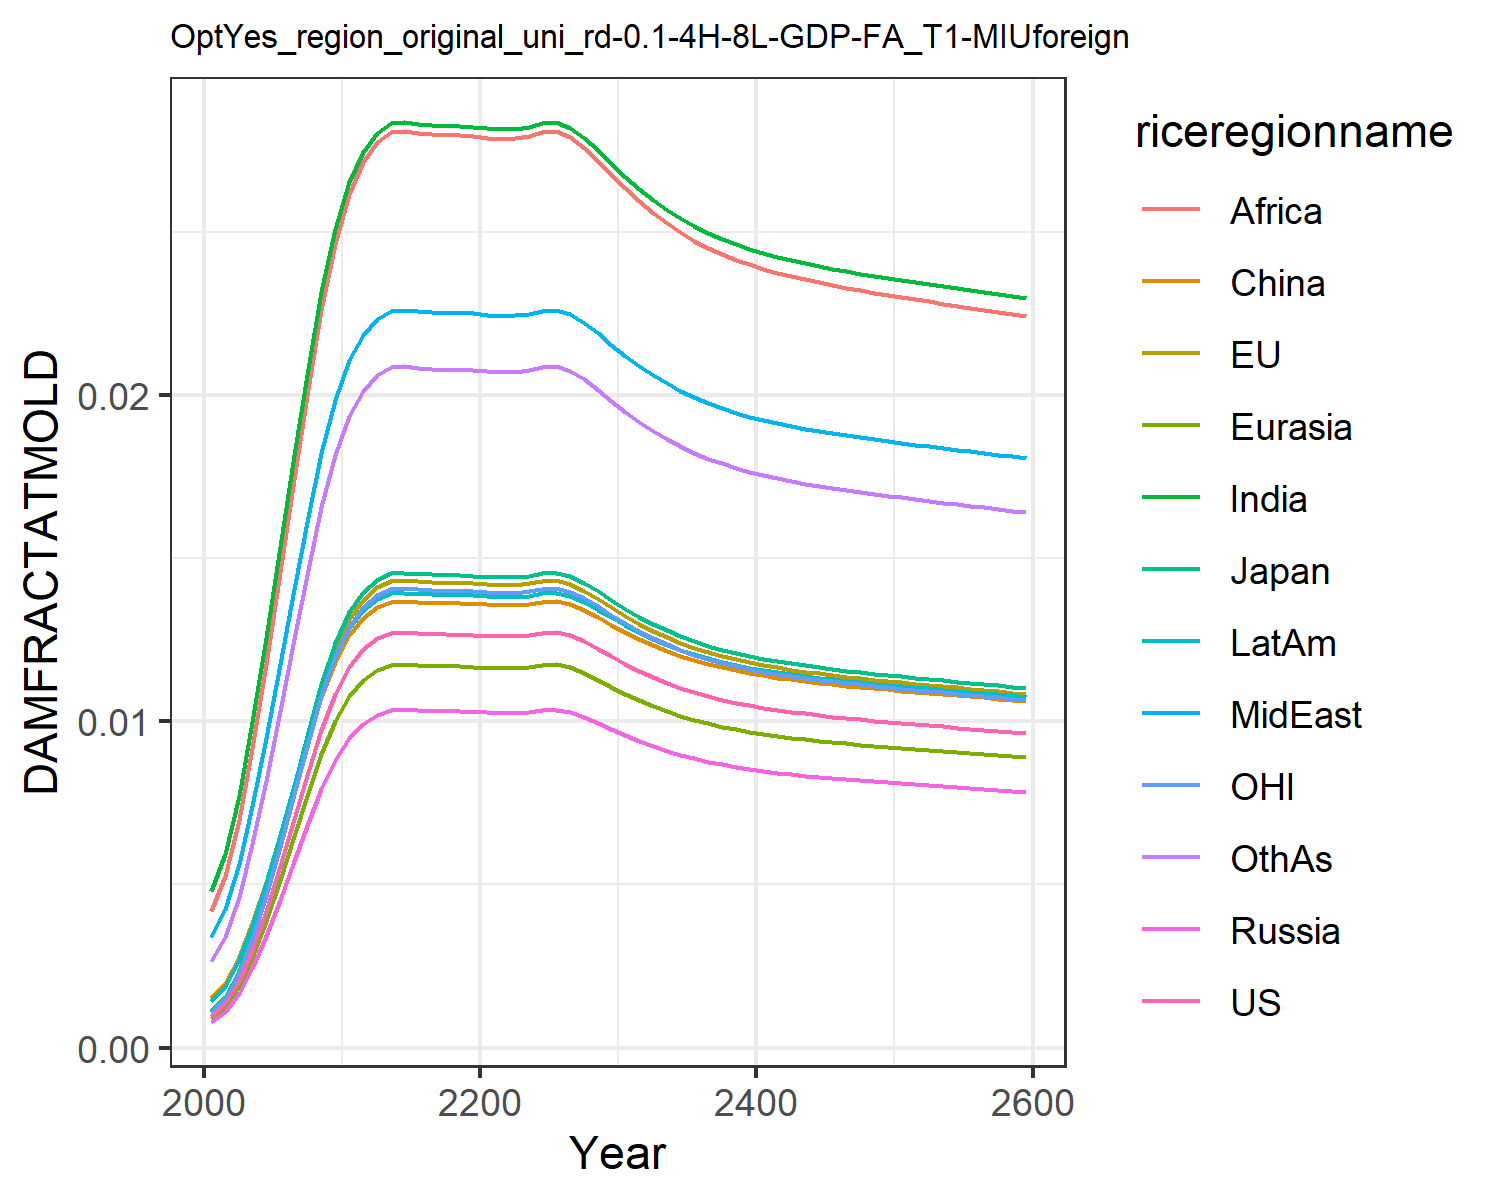 OptYes_region_original_uni_rd-0.1-4H-8L-GDP-FA_T1-MIUforeign
DAMFRACTATMOLD
0.02
0.01
0.00
2000 2200 2400 2600
Year
riceregionname
Africa
China
EU
Eurasia
India
Japan
LatAm
MidEast
OHI
OthAs
Russia
US